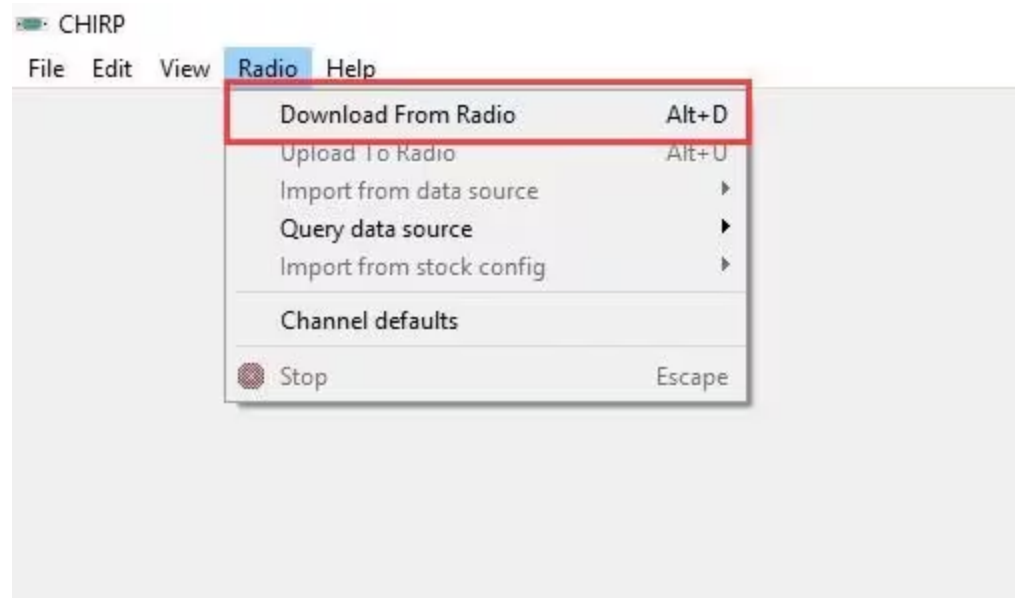 CHIRP
File Edit View Radio Help
Download From Radio Alt+D
Upload To Radio Alt+U
Import from data source
Query data source
Import from stock config
Channel defaults
Stop Escape